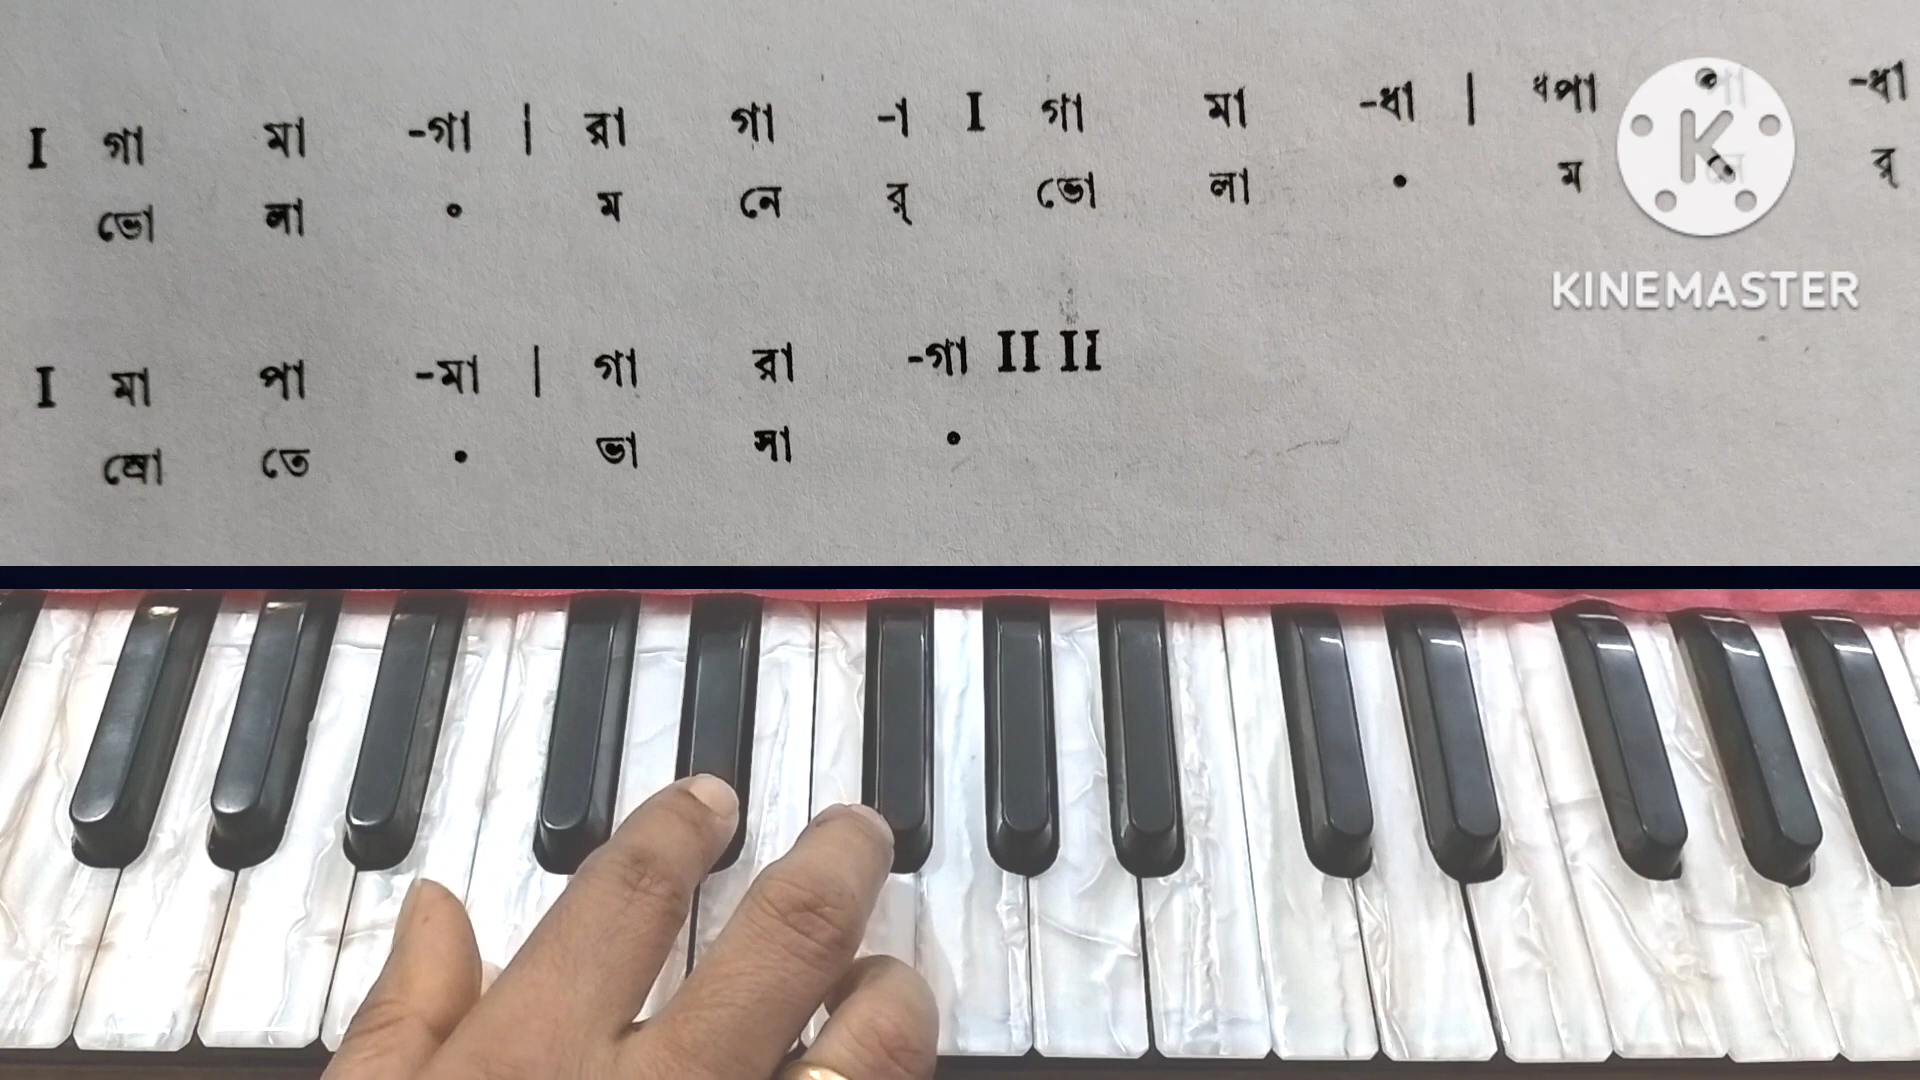 I গা মা -গা | রা গা -া I গা মা -ধা | ধপা -ধা
ভো লা • ম নে র্ ভো লা • ম র্
K
KINEMASTER
I মা পা -মা | গা রা -গা II II
স্রো তে • ভা সা •